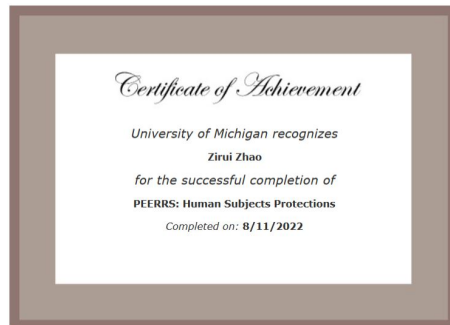 Certificate of Achievement
University of Michigan recognizes
Zirui Zhao
for the successful completion of
PEERRS: Human Subjects Protections
Completed on: 8/11/2022